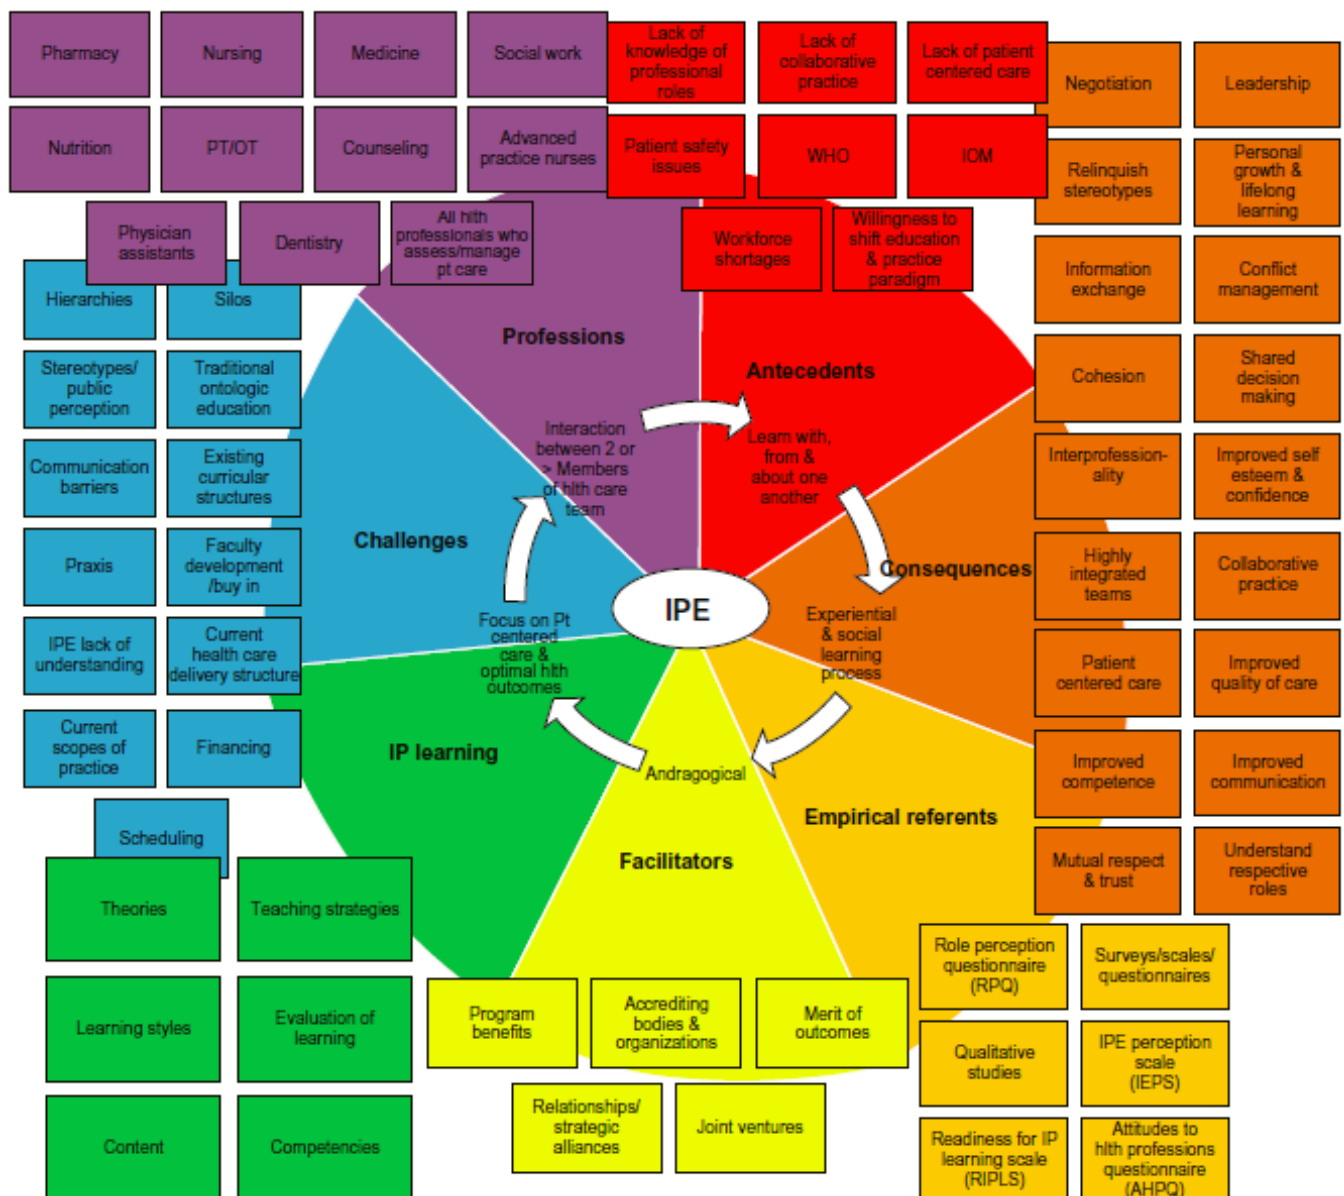 Pharmacy
Nursing
Medicine
Social work
Nutrition
PT/OT
Counseling
Advanced
practice nurses
Physician
assistants
Dentistry
All hlth
professionals who
assess/manage
pt care
Lack of
knowledge of
professional
roles
Lack of
collaborative
practice
Lack of patient
centered care
Patient safety
issues
WHO
IOM
Workforce
shortages
Willingness to
shift education
& practice
paradigm
Negotiation
Leadership
Relinquish
stereotypes
Personal
growth &
lifelong
learning
Information
exchange
Conflict
management
Cohesion
Shared
decision
making
Interprofession-
ality
Improved self
esteem &
confidence
Highly
integrated
teams
Collaborative
practice
Patient
centered care
Improved
quality of care
Improved
competence
Improved
communication
Mutual respect
& trust
Understand
respective
roles
Hierarchies
Silos
Stereotypes/
public
perception
Traditional
ontologic
education
Communication
barriers
Existing
curricular
structures
Praxis
Faculty
development
/buy in
IPE lack of
understanding
Current
health care
delivery structure
Current
scopes of
practice
Financing
Scheduling
Professions
Antecedents
Challenges
Consequences
IP learning
Facilitators
Empirical referents
IPE
Interaction
between 2 or
> Members
of hlth care
team
Learn with,
from &
about one
another
Experiential
& social
learning
process
Andragogical
Focus on Pt
centered
care &
optimal hlth
outcomes
Theories
Teaching strategies
Learning styles
Evaluation of
learning
Content
Competencies
Program
benefits
Accrediting
bodies &
organizations
Merit of
outcomes
Relationships/
strategic
alliances
Joint ventures
Role perception
questionnaire
(RPQ)
Surveys/scales/
questionnaires
Qualitative
studies
IPE perception
scale
(IEPS)
Readiness for IP
learning scale
(RIPLS)
Attitudes to
hlth professions
questionnaire
(AHPQ)